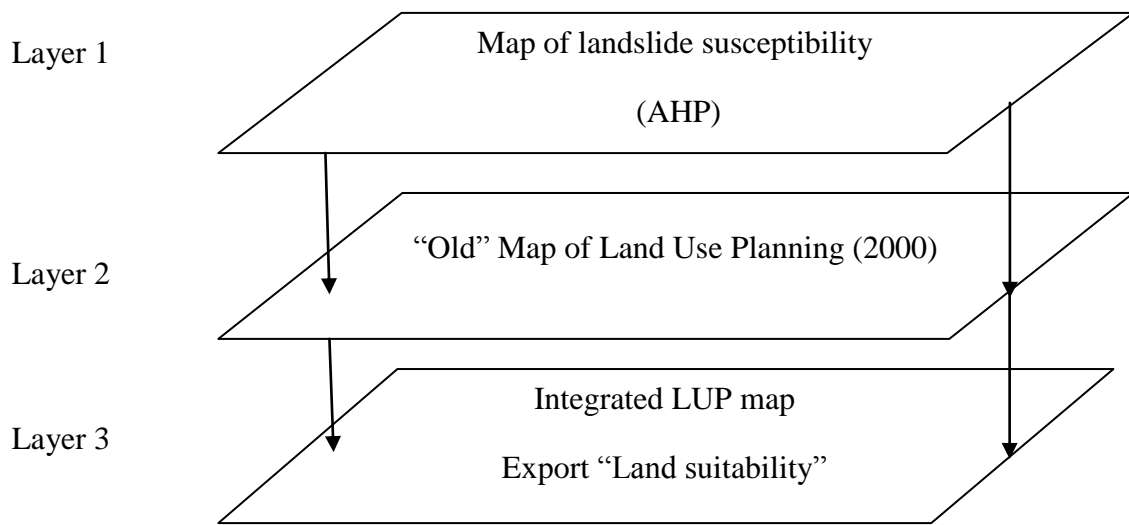 Layer 1
Map of landslide susceptibility
(AHP)
Layer 2
“Old” Map of Land Use Planning (2000)
Layer 3
Integrated LUP map
Export “Land suitability”